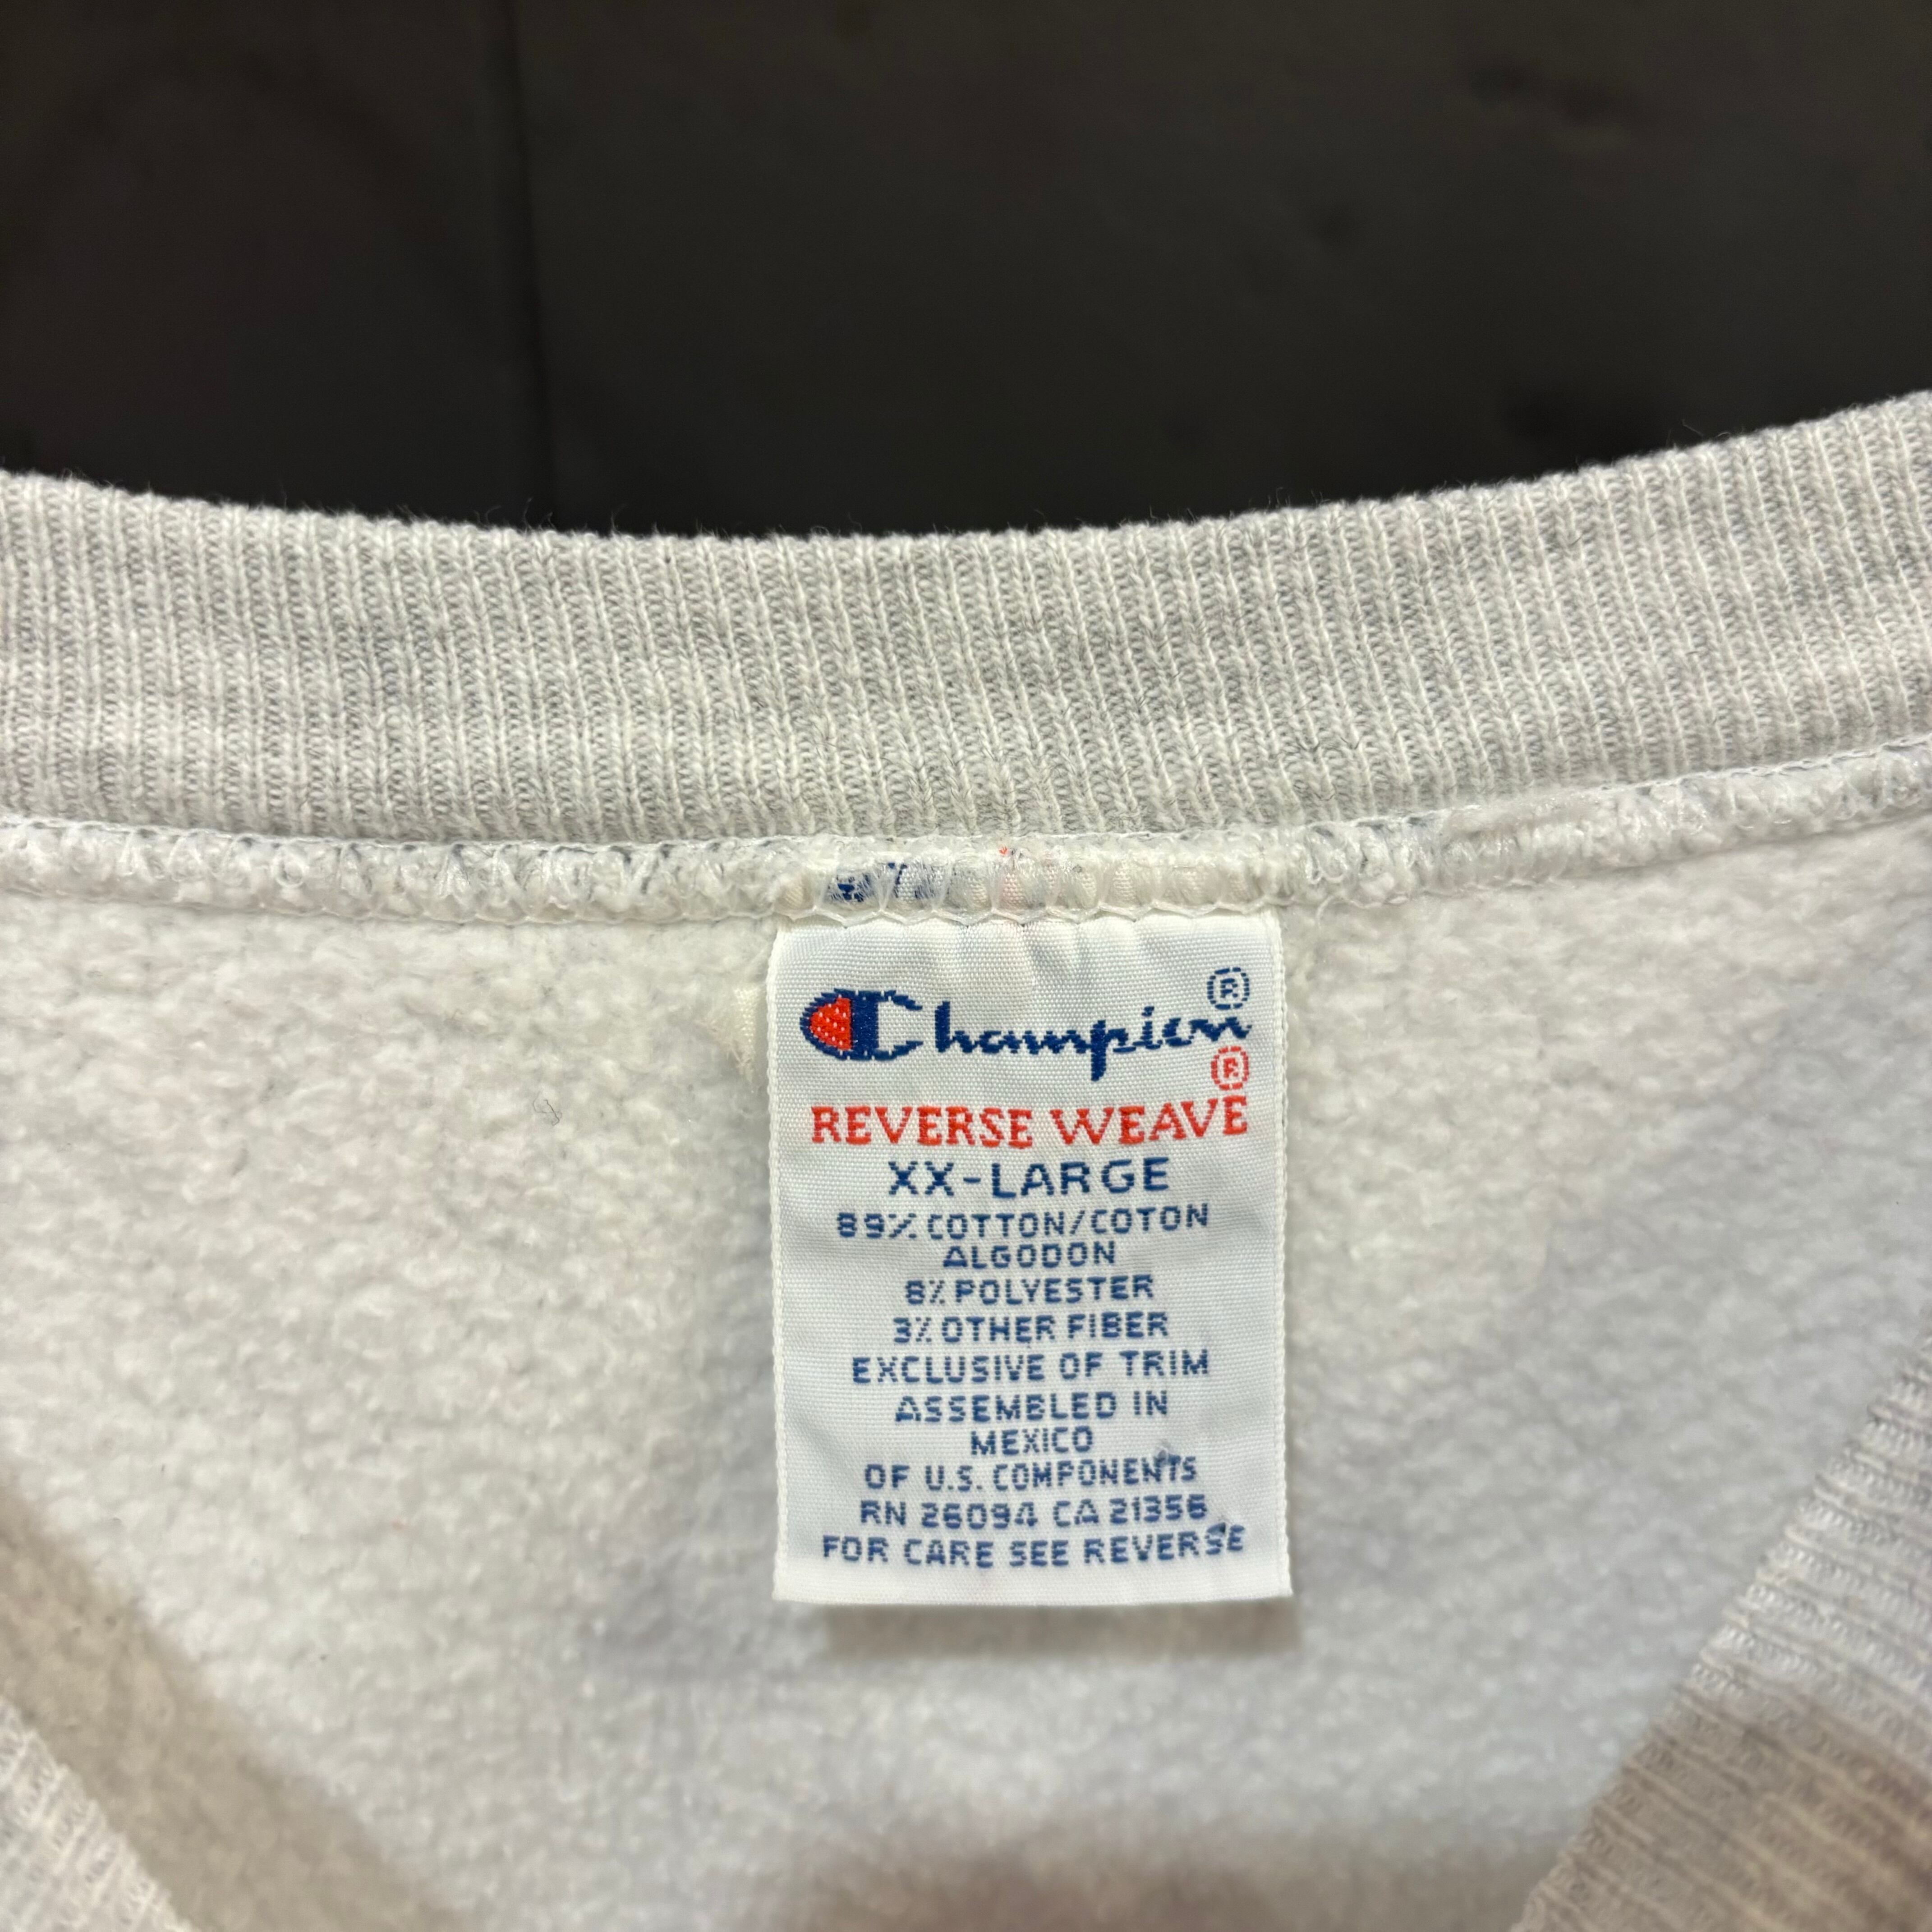 Champion®
REVERSE WEAVE®
XX-LARGE
89% COTTON/COTON
ALGODON
8% POLYESTER
3% OTHER FIBER
EXCLUSIVE OF TRIM
ASSEMBLED IN
MEXICO
OF U.S. COMPONENTS
RN 26094 CA 21356
FOR CARE SEE REVERSE